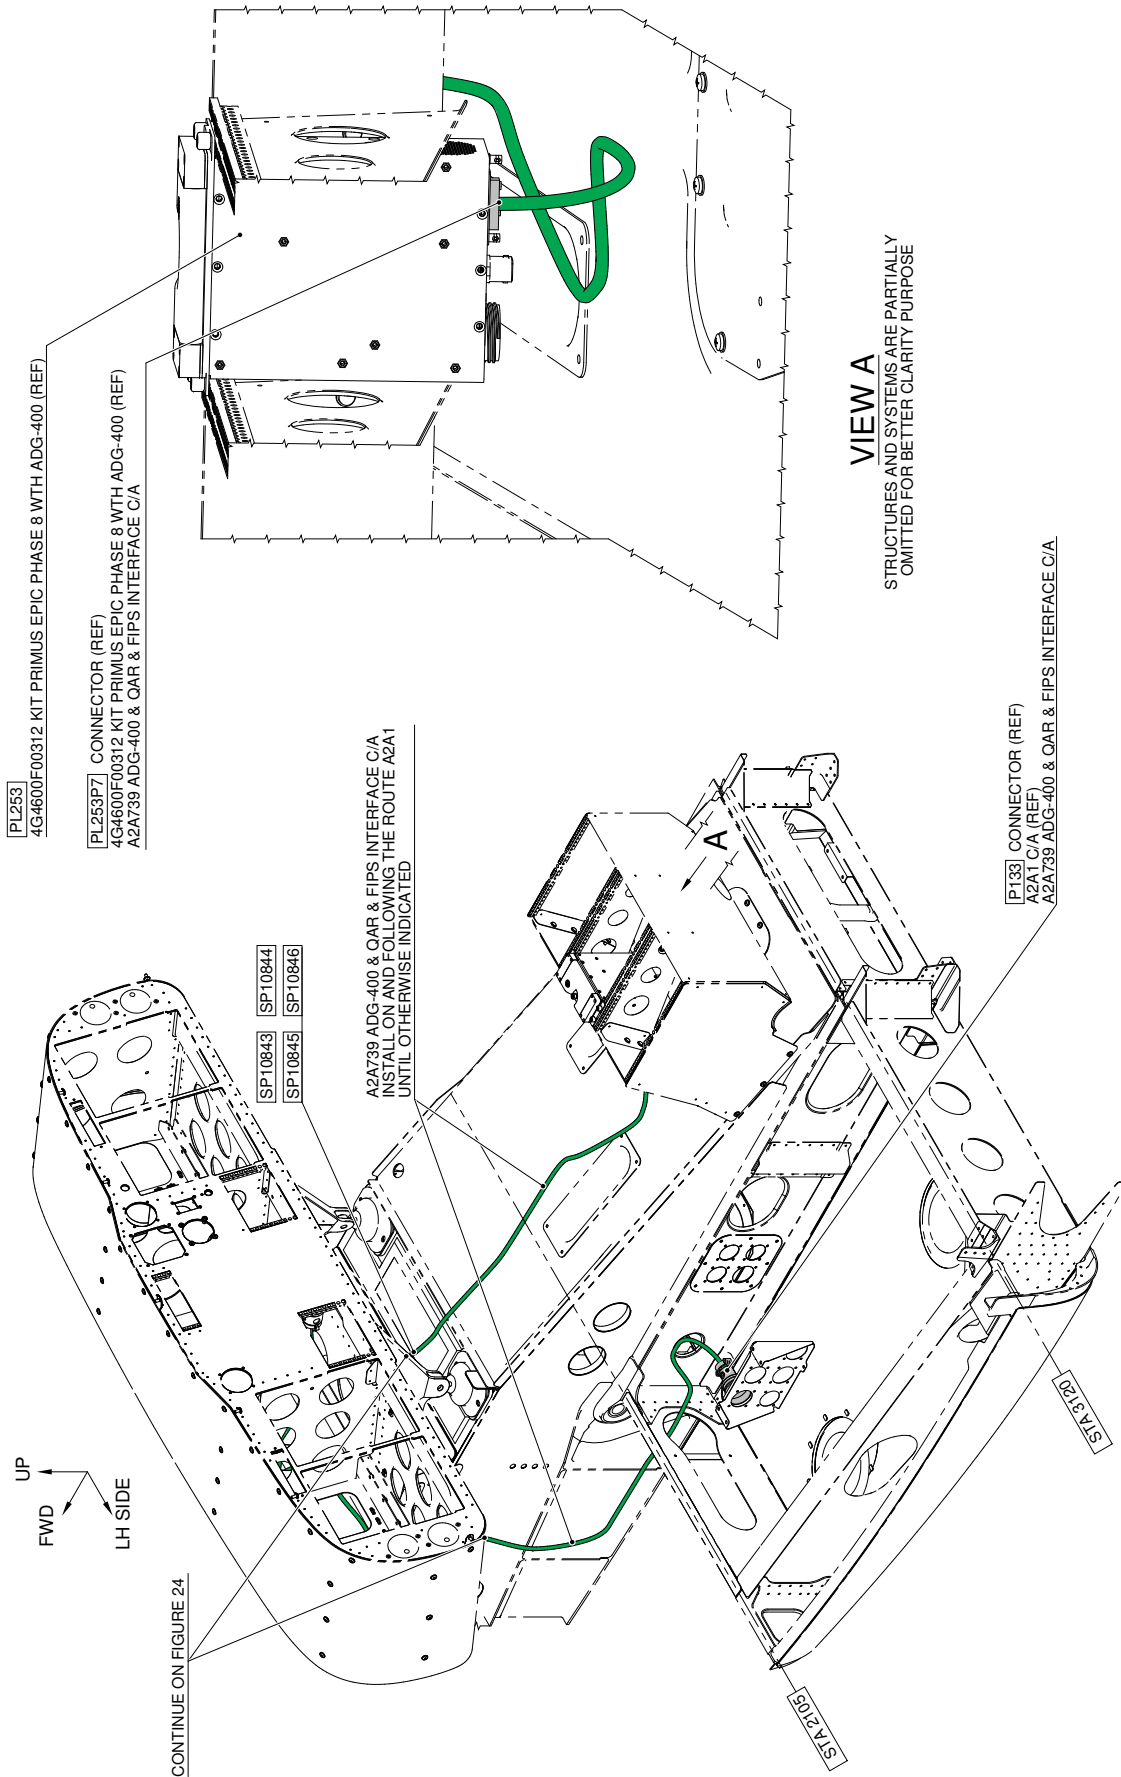 PL253
4G4600F00312 KIT PRIMUS EPIC PHASE 8 WTH ADG-400 (REF)
PL253P7 CONNECTOR (REF)
4G4600F00312 KIT PRIMUS EPIC PHASE 8 WTH ADG-400 (REF)
A2A739 ADG-400 & QAR & FIPS INTERFACE C/A
VIEW A
STRUCTURES AND SYSTEMS ARE PARTIALLY
OMITTED FOR BETTER CLARITY PURPOSE
UP
FWD
LH SIDE
CONTINUE ON FIGURE 24
SP10843 SP10844
SP10845 SP10846
A2A739 ADG-400 & QAR & FIPS INTERFACE C/A
INSTALL ON AND FOLLOWING THE ROUTE A2A1
UNTIL OTHERWISE INDICATED
A
P133 CONNECTOR (REF)
A2A1 C/A (REF)
A2A739 ADG-400 & QAR & FIPS INTERFACE C/A
STA 2105
STA 3120